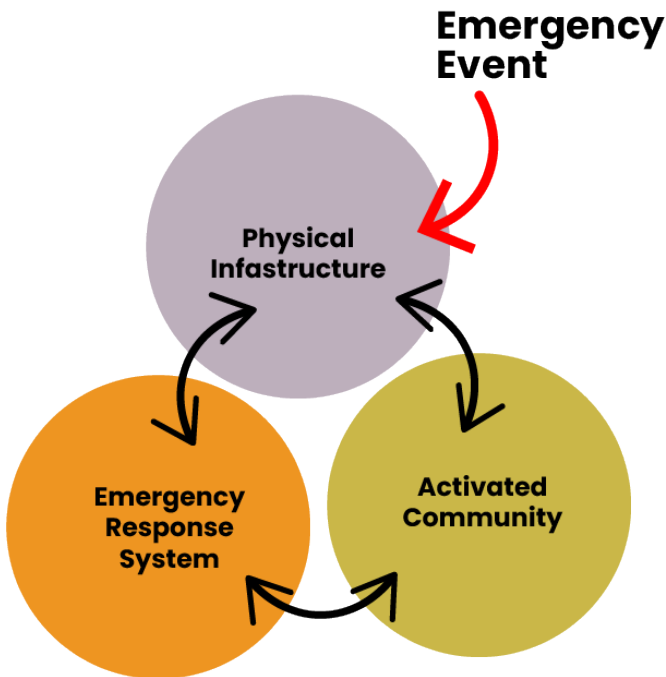 Emergency
Event
Physical
Infastructure
Emergency
Response
System
Activated
Community